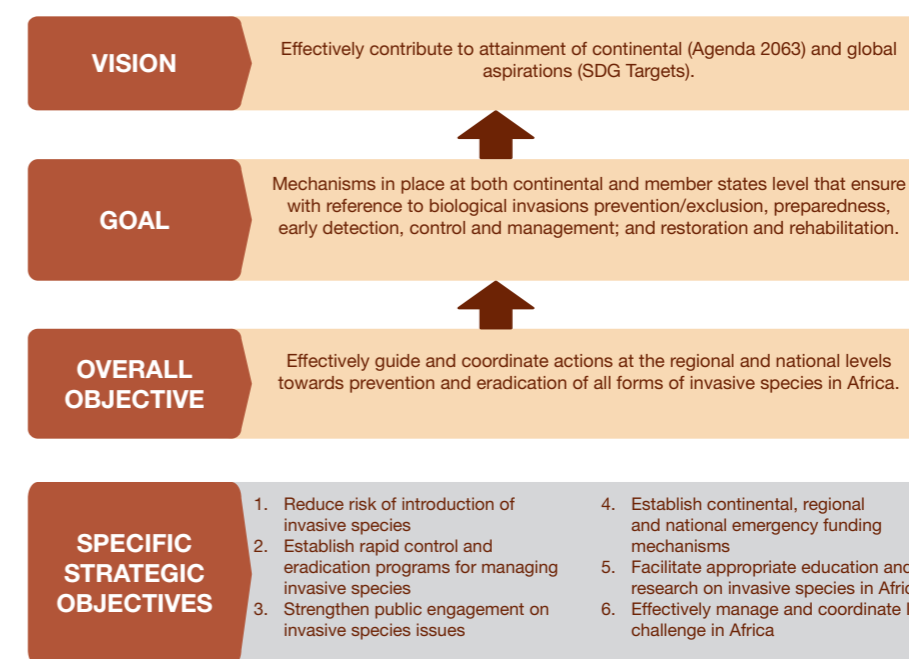 VISION
Effectively contribute to attainment of continental (Agenda 2063) and global
aspirations (SDG Targets).
GOAL
Mechanisms in place at both continental and member states level that ensure
with reference to biological invasions prevention/exclusion, preparedness,
early detection, control and management; and restoration and rehabilitation.
OVERALL
OBJECTIVE
Effectively guide and coordinate actions at the regional and national levels
towards prevention and eradication of all forms of invasive species in Africa.
SPECIFIC
STRATEGIC
OBJECTIVES
1. Reduce risk of introduction of
invasive species
2. Establish rapid control and
eradication programs for managing
invasive species
3. Strengthen public engagement on
invasive species issues
4. Establish continental, regional
and national emergency funding
mechanisms
5. Facilitate appropriate education and
research on invasive species in
6. Effectively manage and coordinate
challenge in Africa